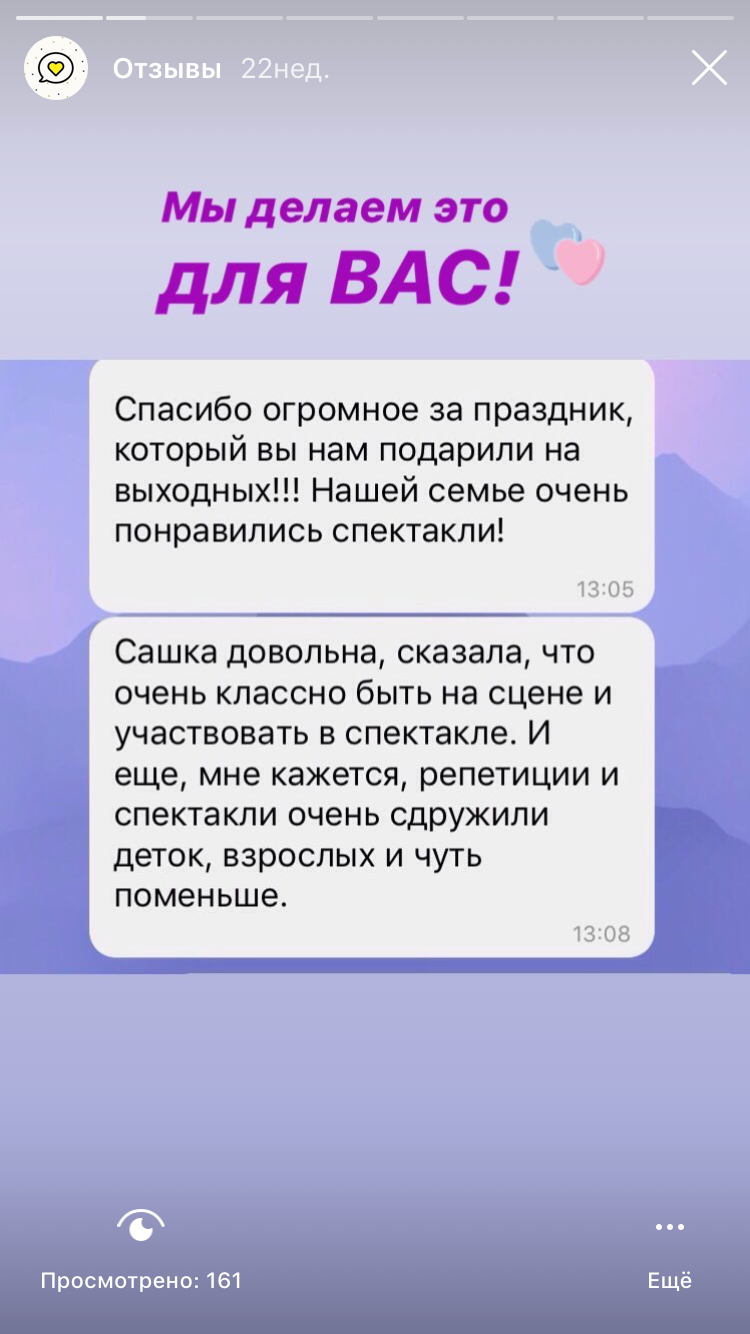 Отзывы 22нед.
Мы делаем это
для ВАС!
Спасибо огромное за праздник,
который вы нам подарили на
выходных!!! Нашей семье очень
понравились спектакли!
13:05
Сашка довольна, сказала, что
очень классно быть на сцене и
участвовать в спектакле. И
еще, мне кажется, репетиции и
спектакли очень сдружили
деток, взрослых и чуть
поменьше.
13:08
Просмотрено: 161
Ещё